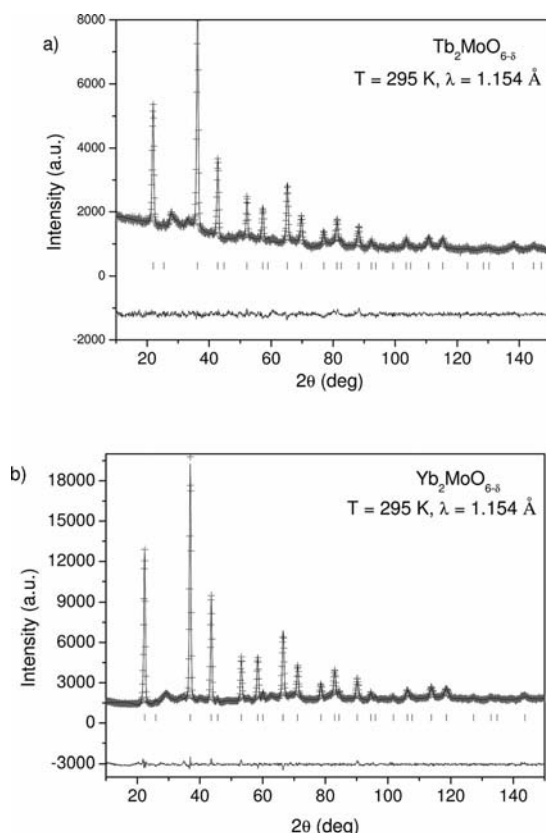 a)
Tb2MoO6-δ
T = 295 K, λ = 1.154 Å
Intensity (a.u.)
8000
6000
4000
2000
0
-2000
20 40 60 80 100 120 140
2θ (deg)
b)
Yb2MoO6-δ
T = 295 K, λ = 1.154 Å
Intensity (a.u.)
18000
15000
12000
9000
6000
3000
0
-3000
20 40 60 80 100 120 140
2θ (deg)